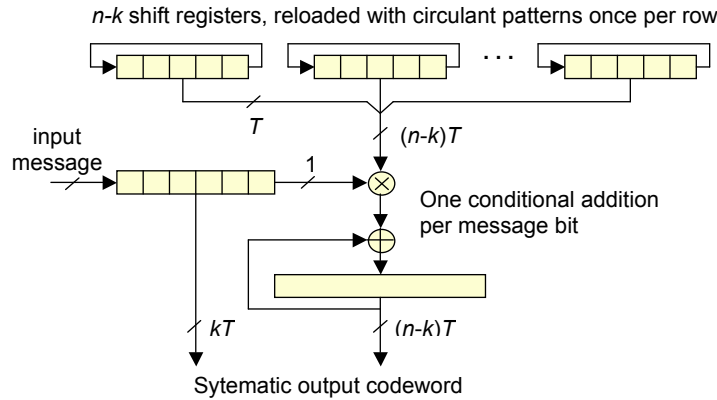 n-k shift registers, reloaded with circulant patterns once per row
. . .
T
(n-k)T
input
message
1
One conditional addition
per message bit
kT
(n-k)T
Sytematic output codeword